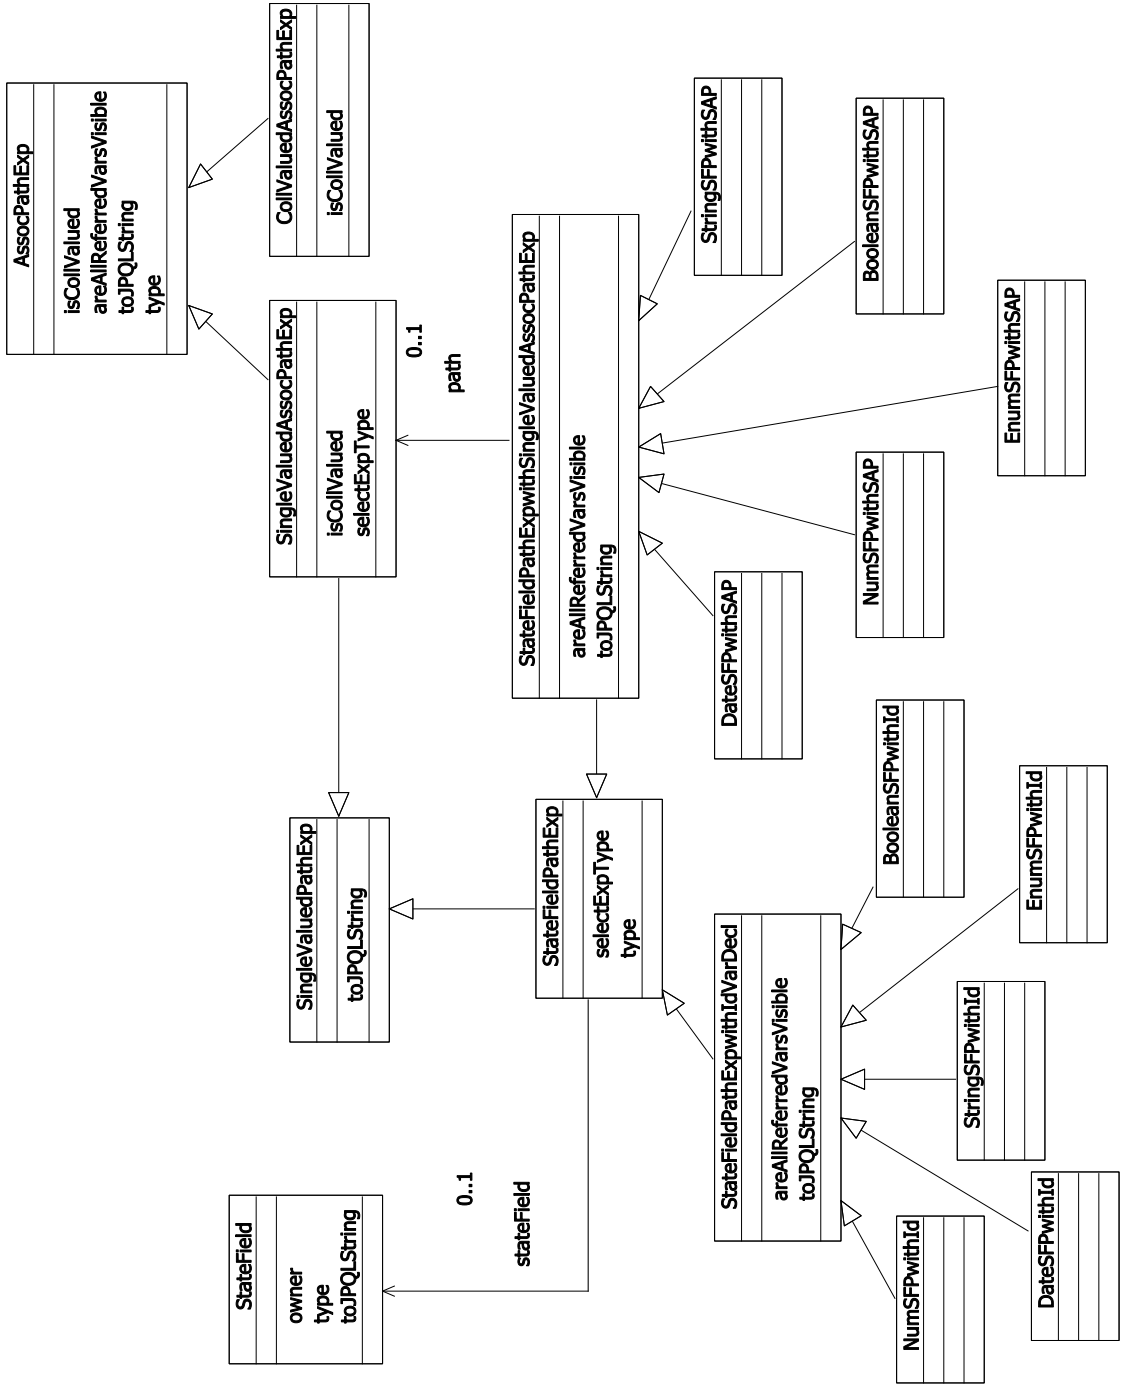 AssocPathExp
isCollValued
areAllReferredVarsVisible
toJPQLString
type
CollValuedAssocPathExp
isCollValued
SingleValuedAssocPathExp
isCollValued
selectExpType
0..1
path
SingleValuedPathExp
toJPQLString
StateField
owner
type
toJPQLString
0..1
stateField
StateFieldPathExpwithSingleValuedAssocPathExp
areAllReferredVarsVisible
toJPQLString
StateFieldPathExp
selectExpType
type
StringSFPwithSAP
BooleanSFPwithSAP
EnumSFPwithSAP
NumSFPwithSAP
DateSFPwithSAP
StateFieldPathExpwithIdVarDecl
areAllReferredVarsVisible
toJPQLString
BooleanSFPwithId
EnumSFPwithId
StringSFPwithId
DateSFPwithId
NumSFPwithId